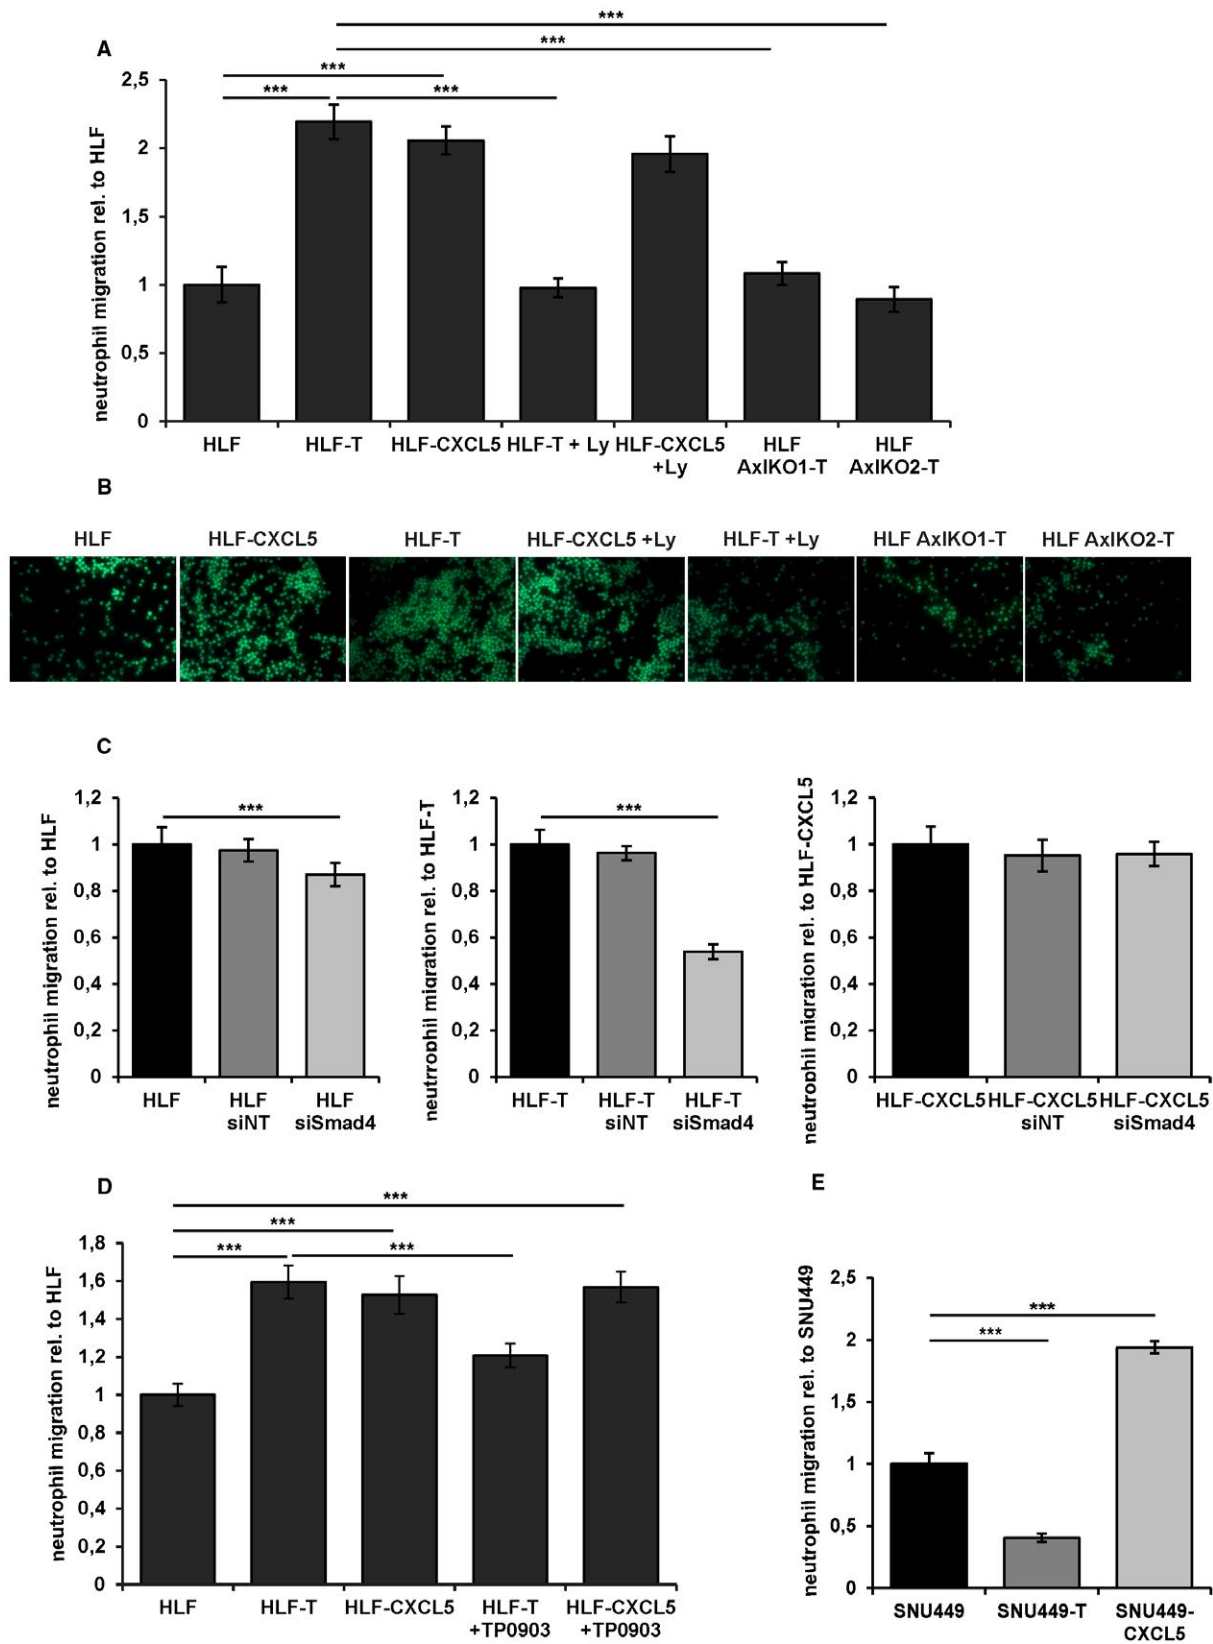 A
***
***
***
***
***
neutrophil migration rel. to HLF
2,5
2
1,5
1
0,5
0
HLF
HLF-T
HLF-CXCL5
HLF-T + Ly
HLF-CXCL5
+Ly
HLF
AxlKO1-T
HLF
AxlKO2-T
B
HLF
HLF-CXCL5
HLF-T
HLF-CXCL5 +Ly
HLF-T +Ly
HLF AxlKO1-T
HLF AxlKO2-T
C
neutrophil migration rel. to HLF
1,2
1
0,8
0,6
0,4
0,2
0
***
HLF
HLF
siNT
HLF
siSmad4
neutrrophil migration rel. to HLF-T
1,2
1
0,8
0,6
0,4
0,2
0
***
HLF-T
HLF-T
siNT
HLF-T
siSmad4
neutrophil migration rel. to HLF-CXCL5
1,2
1
0,8
0,6
0,4
0,2
0
HLF-CXCL5
HLF-CXCL5
siNT
HLF-CXCL5
siSmad4
D
***
***
***
***
neutrophil migration rel. to HLF
1,8
1,6
1,4
1,2
1
0,8
0,6
0,4
0,2
0
HLF
HLF-T
HLF-CXCL5
HLF-T
+TP0903
HLF-CXCL5
+TP0903
E
neutrophil migration rel. to SNU449
2,5
2
1,5
1
0,5
0
***
***
SNU449
SNU449-T
SNU449-
CXCL5